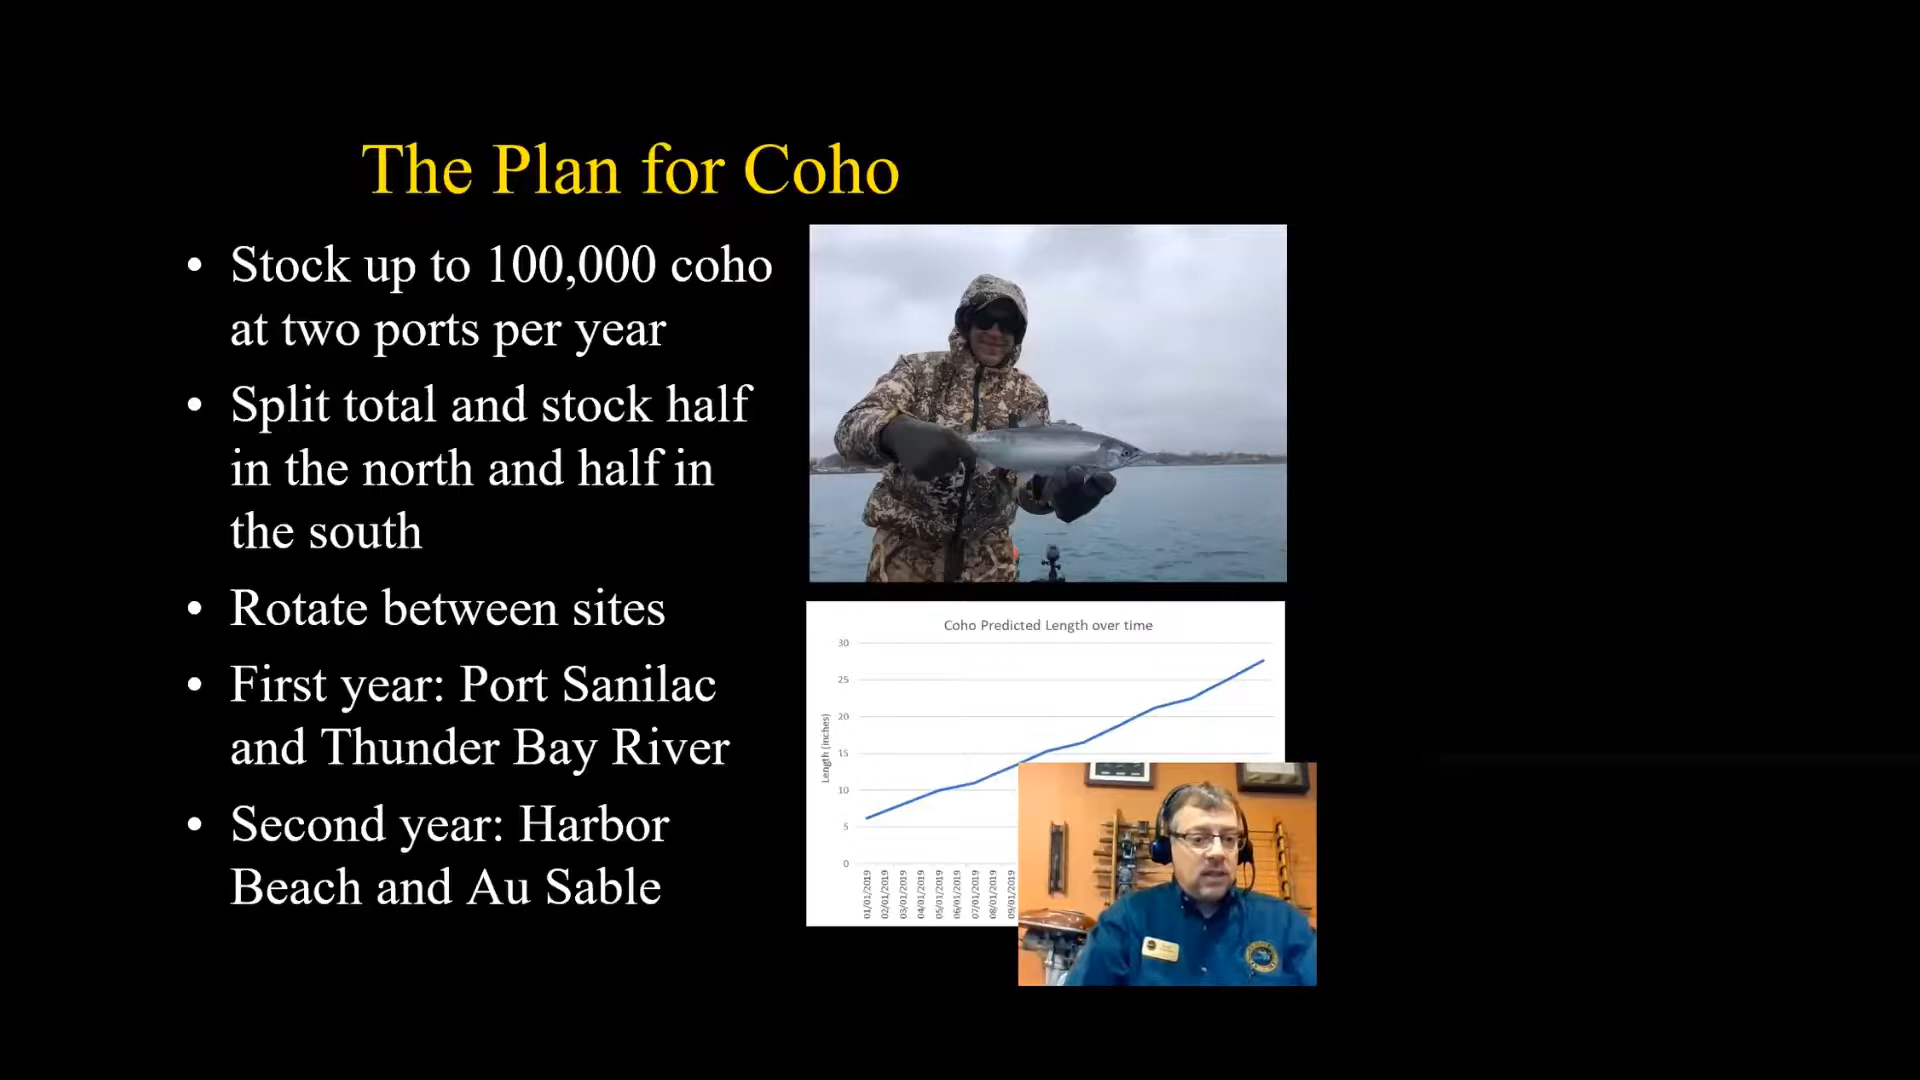 The Plan for Coho
• Stock up to 100,000 coho
at two ports per year
• Split total and stock half
in the north and half in
the south
• Rotate between sites
• First year: Port Sanilac
and Thunder Bay River
• Second year: Harbor
Beach and Au Sable
Coho Predicted Length over time
30
25
20
15
10
5
0
Length (inches)
01/01/2019
02/01/2019
03/01/2019
04/01/2019
05/01/2019
06/01/2019
07/01/2019
08/01/2019
09/01/2019